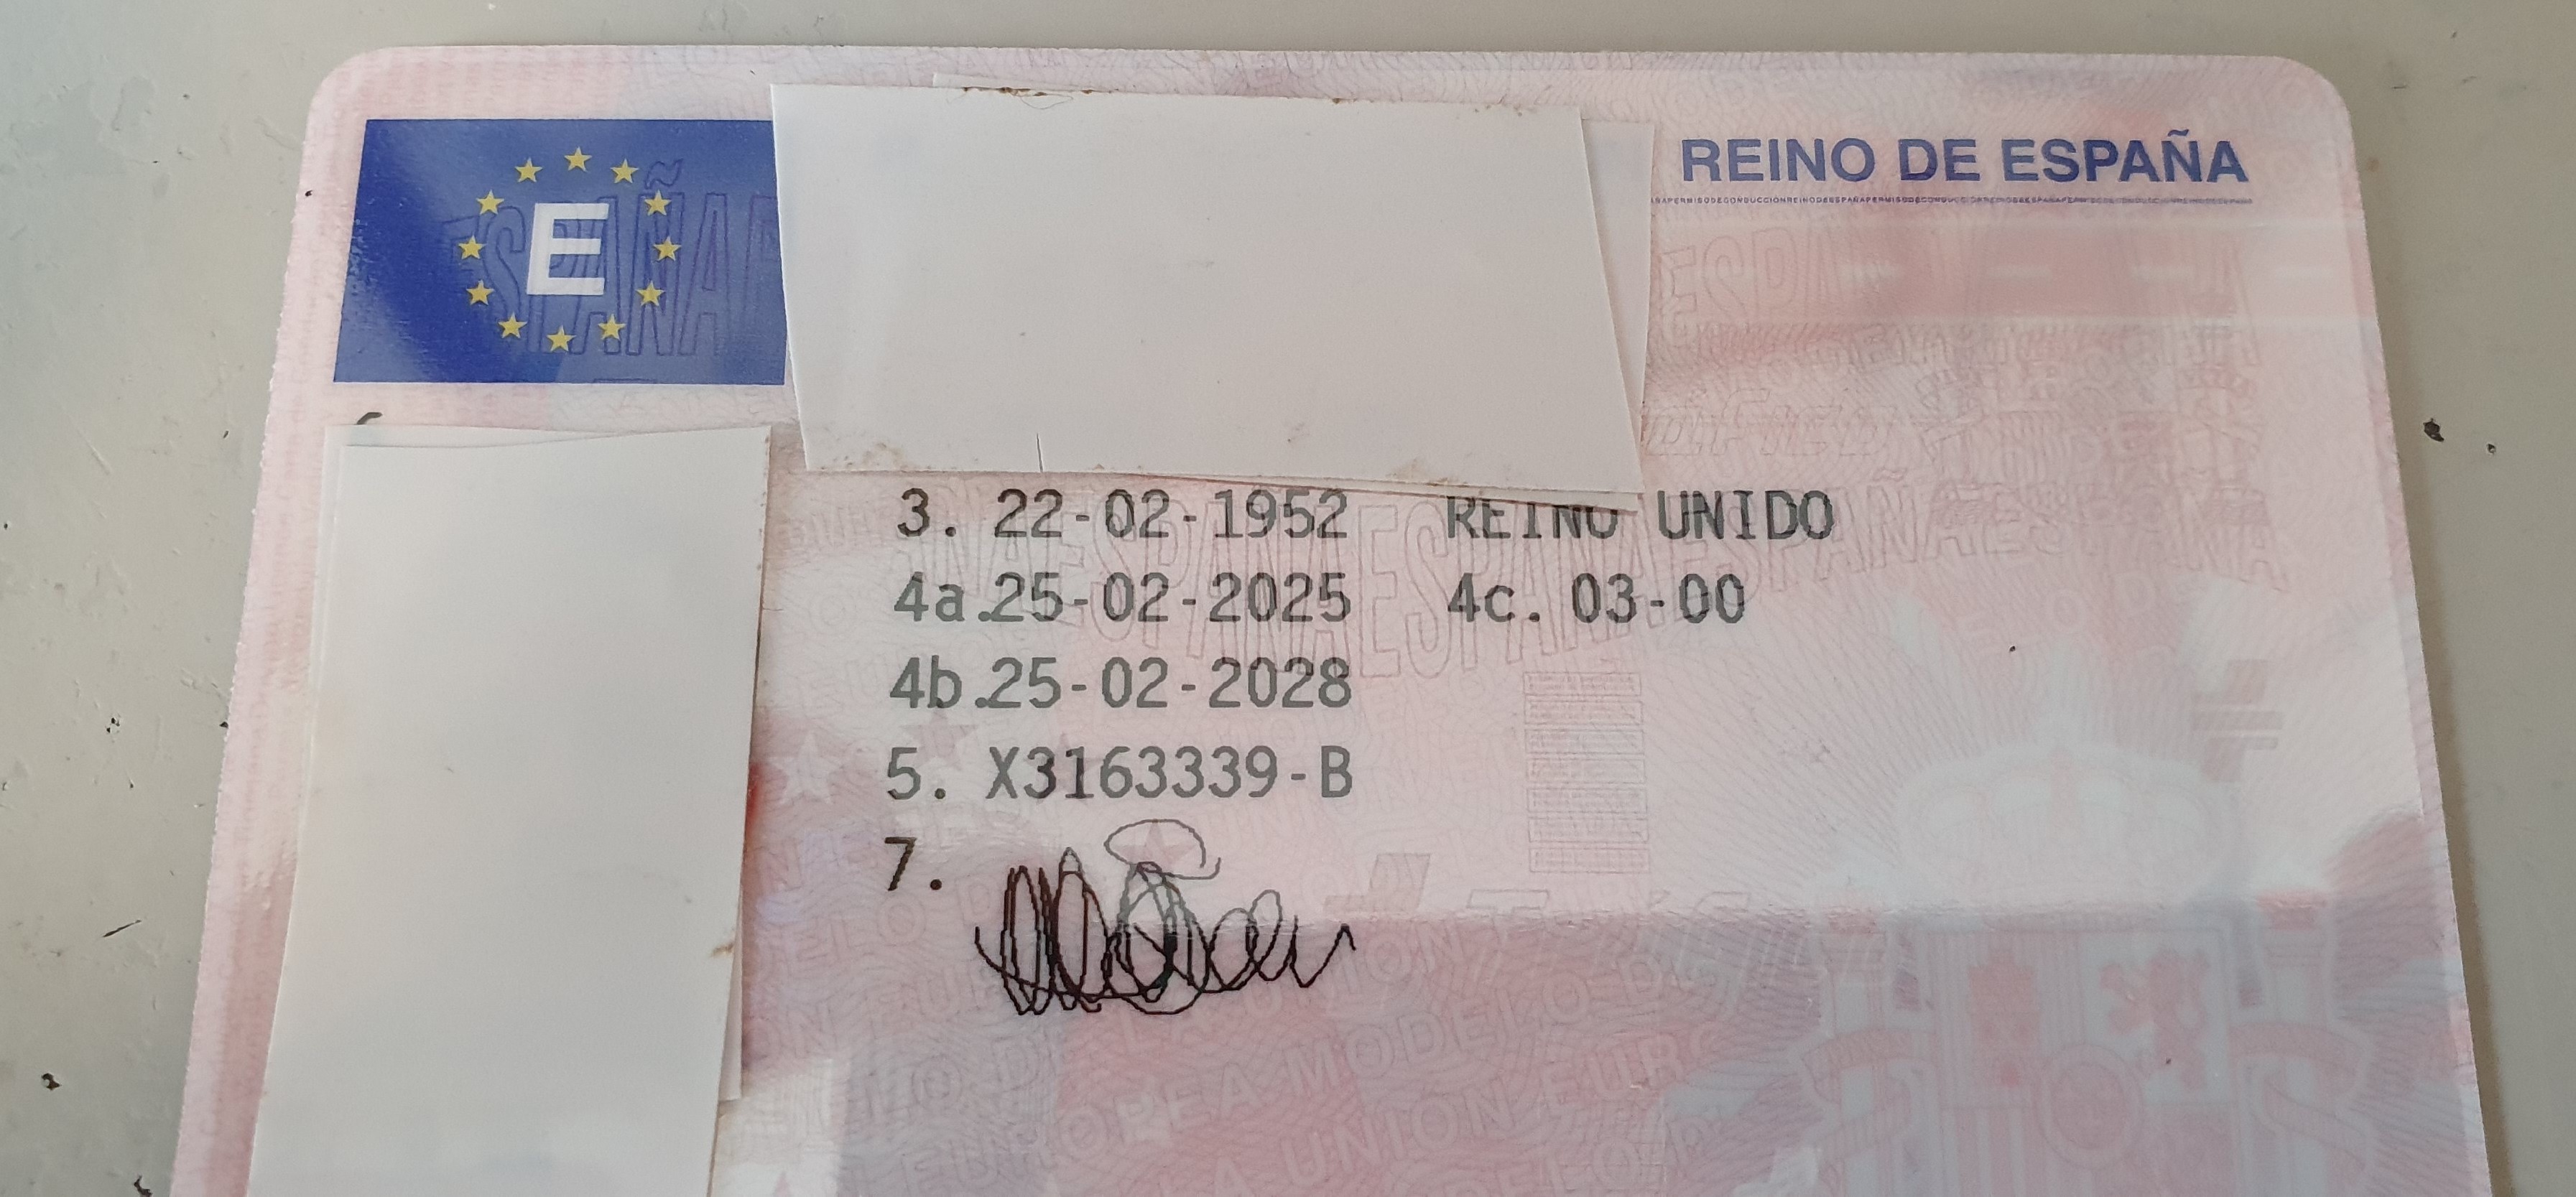 E
REINO DE ESPAÑA
3. 22-02-1952 REINO UNIDO
4a.25-02-2025 4c. 03-00
4b.25-02-2028
5. X3163339-B
7.